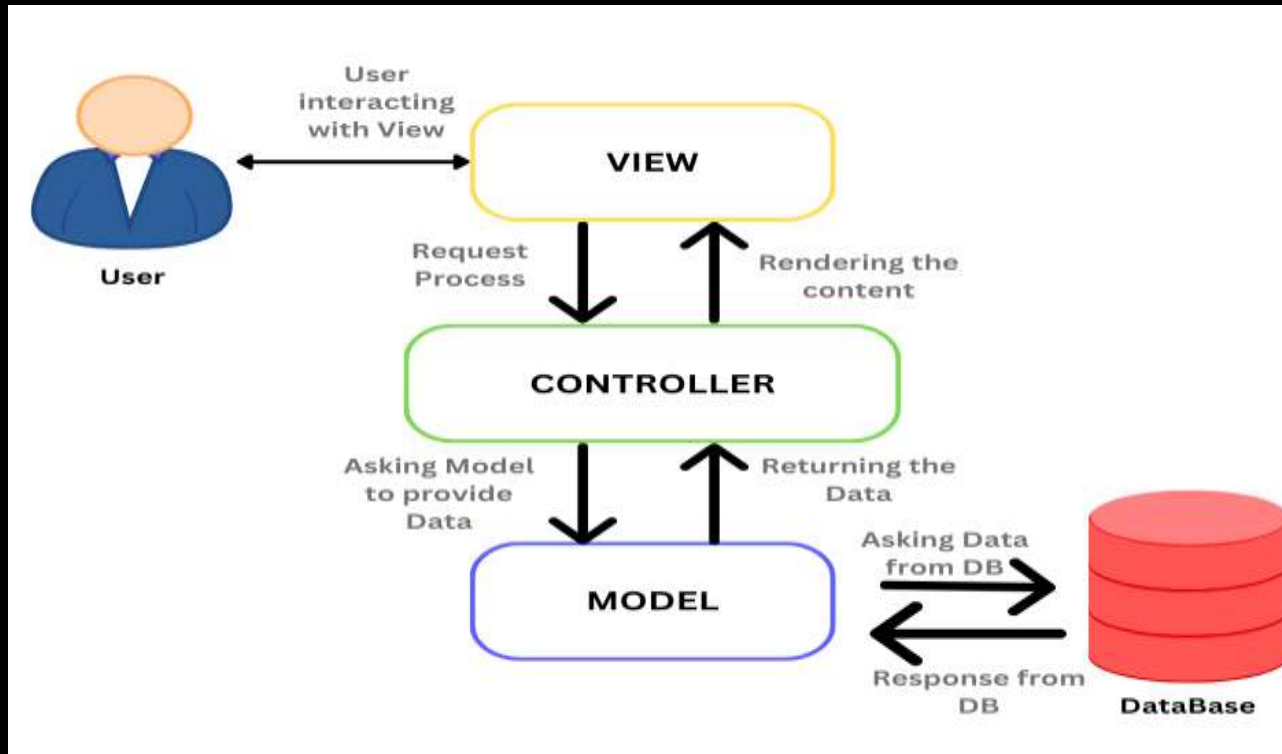 User
interacting
with View
VIEW
User
Request
Process
Rendering the
content
CONTROLLER
Asking Model
to provide
Data
Returning the
Data
Asking Data
from DB
MODEL
Response from
DB
DataBase